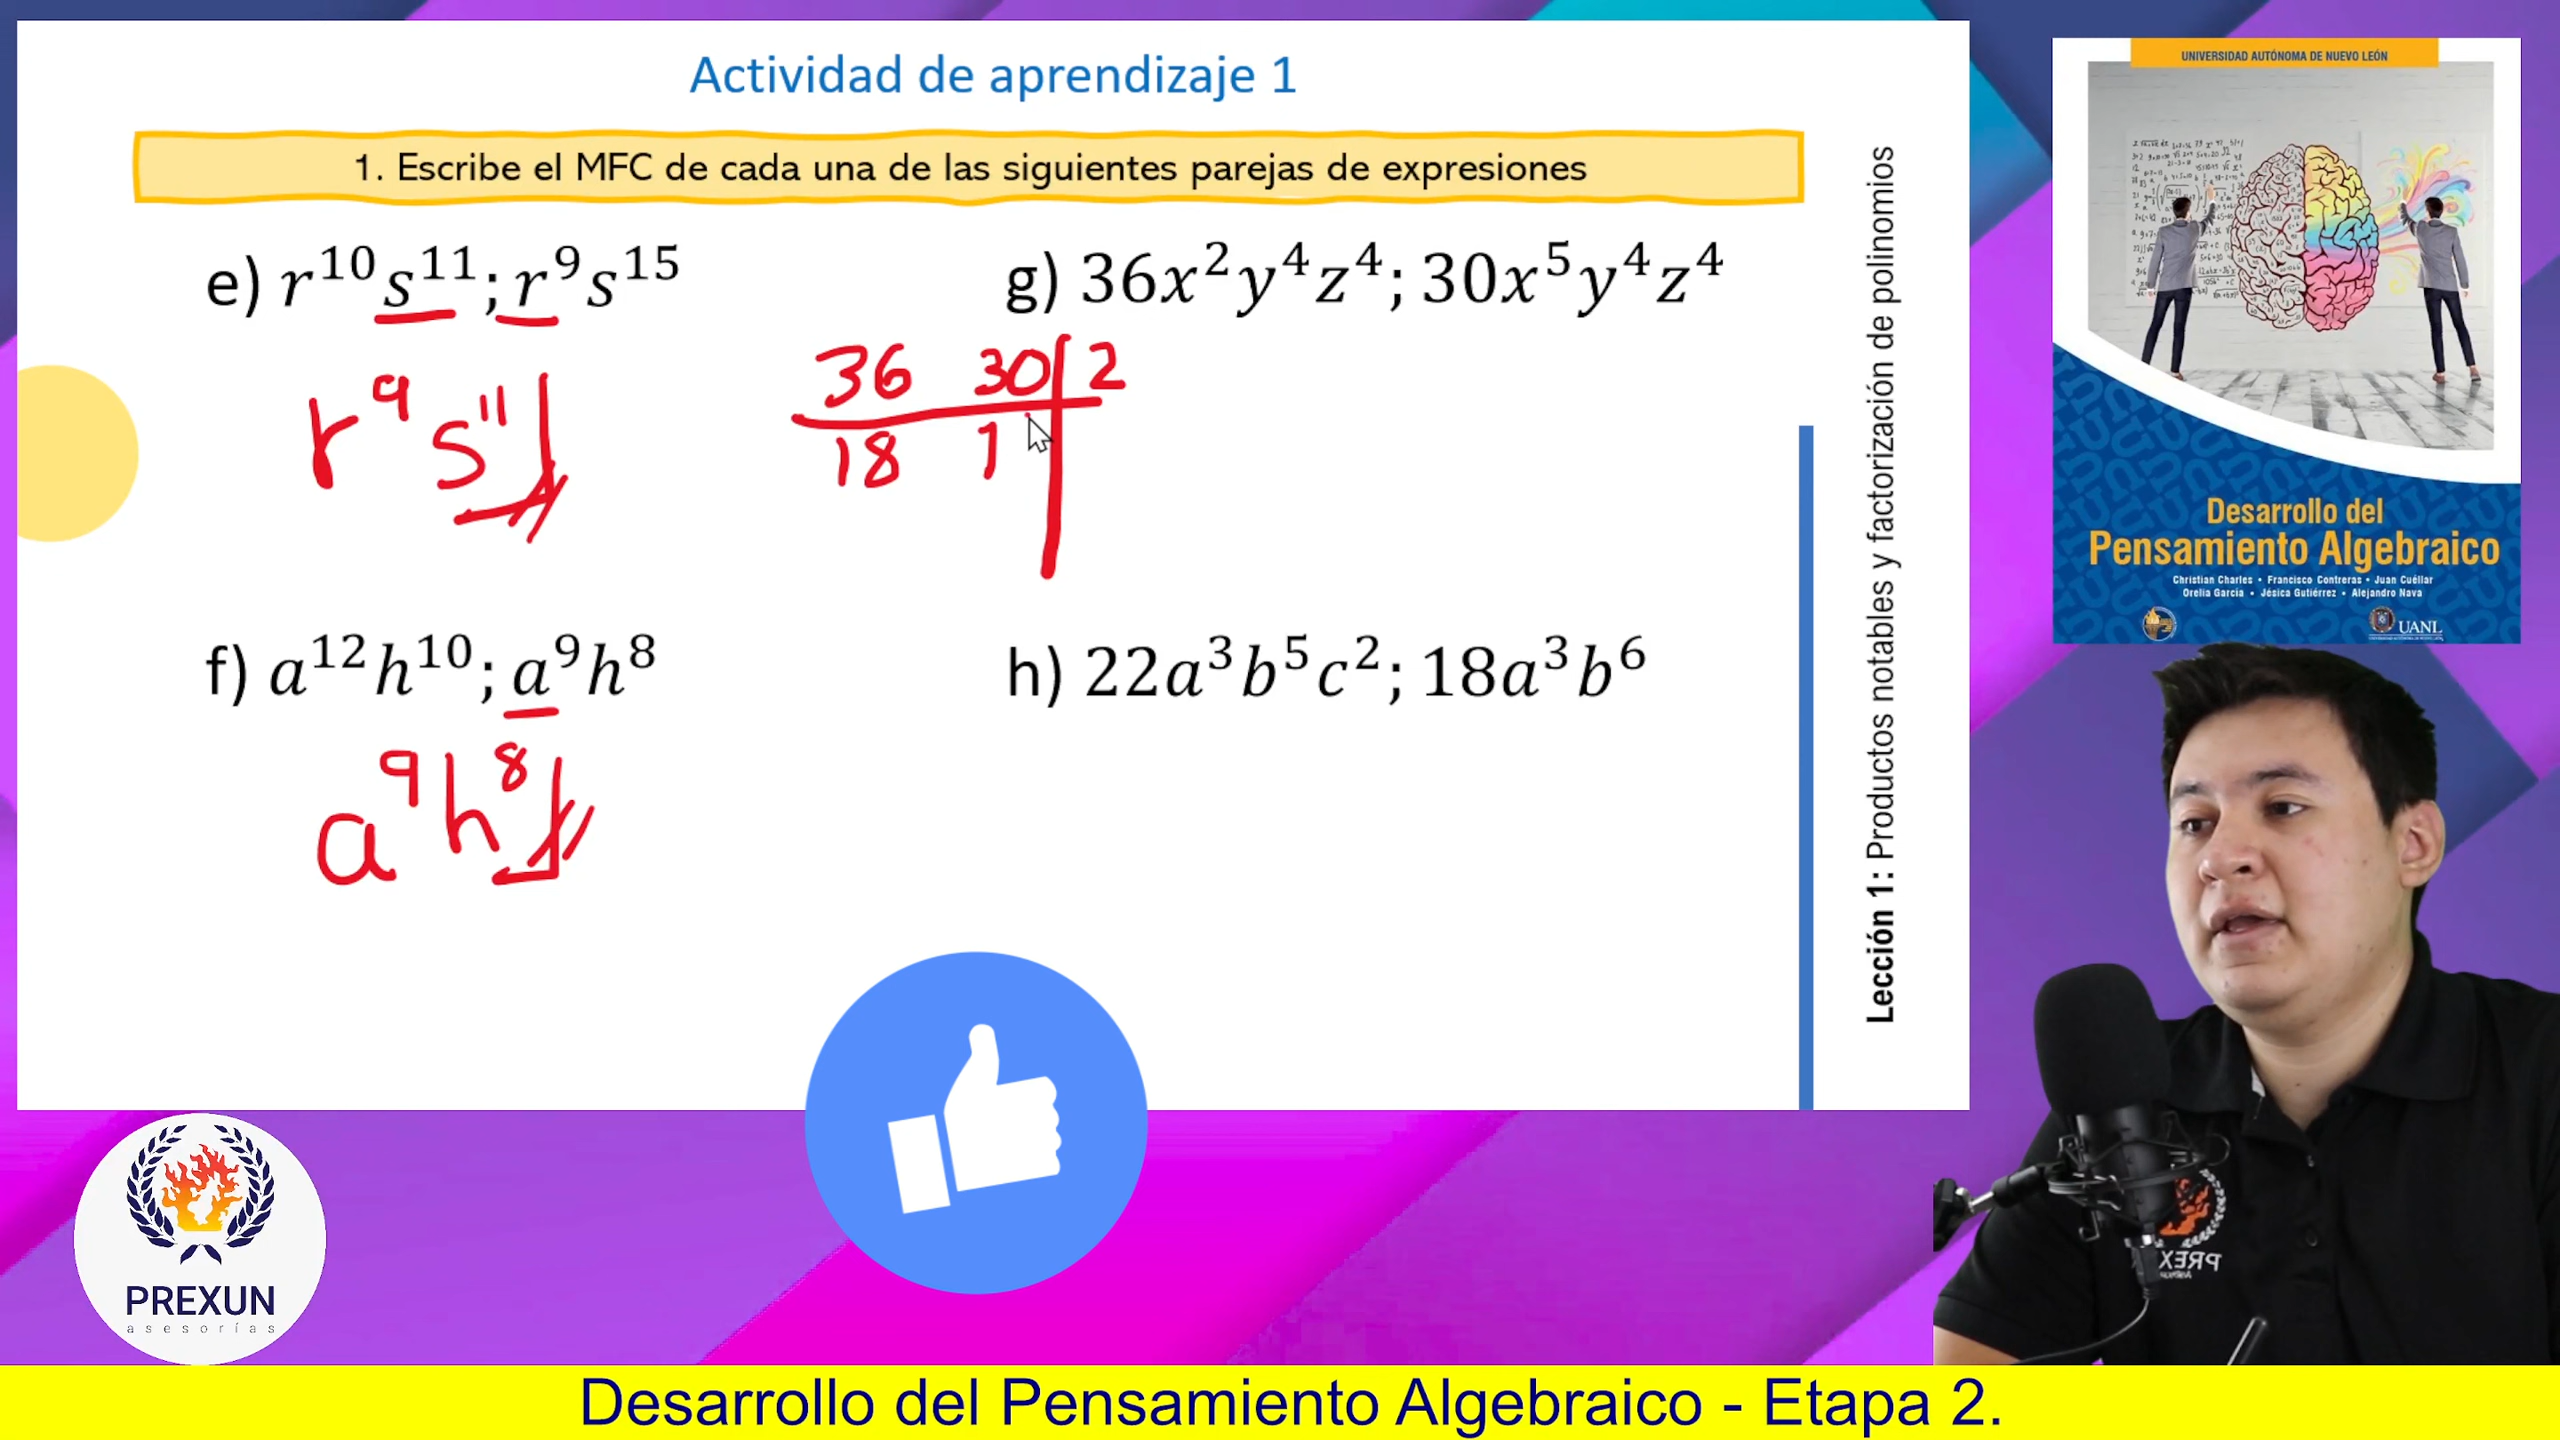 Actividad de aprendizaje 1
1. Escribe el MFC de cada una de las siguientes parejas de expresiones
e) r¹⁰s¹¹; r⁹s¹⁵
r⁹s¹¹
f) a¹²h¹⁰; a⁹h⁸
a⁹h⁸
g) 36x²y⁴z⁴; 30x⁵y⁴z⁴
36 30 2
18 1
h) 22a³b⁵c²; 18a³b⁶
Lección 1: Productos notables y factorización de polinomios
UNIVERSIDAD AUTÓNOMA DE NUEVO LEÓN
Desarrollo del
Pensamiento Algebraico
Christian Charles • Francisco Contreras • Juan Cuéllar
Orelia García • Jésica Gutiérrez • Alejandro Nava
UANL
PREXUN
asesorías
Desarrollo del Pensamiento Algebraico - Etapa 2.